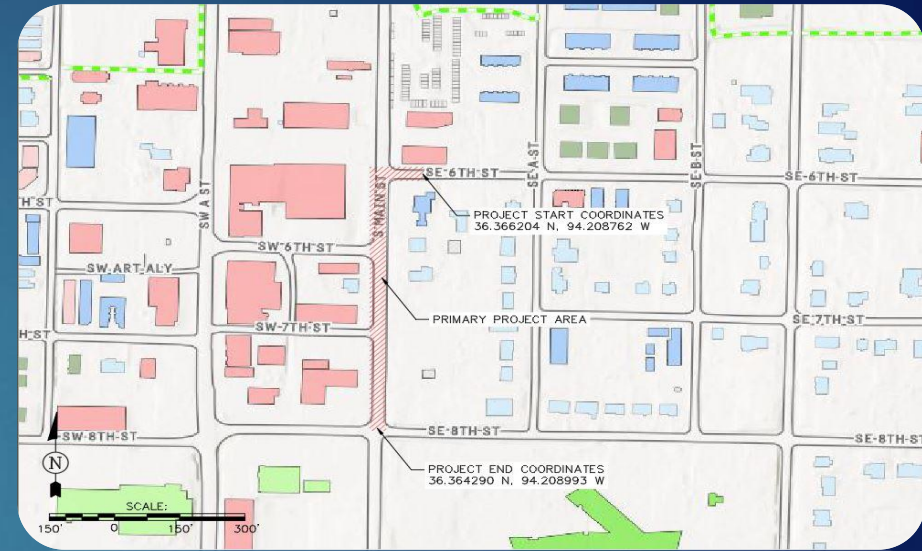 SW A ST
S MAIN ST
SE A ST
SE B ST
SE 6TH ST
SE 6TH ST
H ST
PROJECT START COORDINATES
36.366204 N, 94.208762 W
SW 6TH ST
SW ART ALY
PRIMARY PROJECT AREA
SE 7TH ST
SW 7TH ST
H ST
SW 8TH ST
SE 8TH ST
SE 8TH ST
N
PROJECT END COORDINATES
36.364290 N, 94.208993 W
SCALE:
150' 0 150' 300'